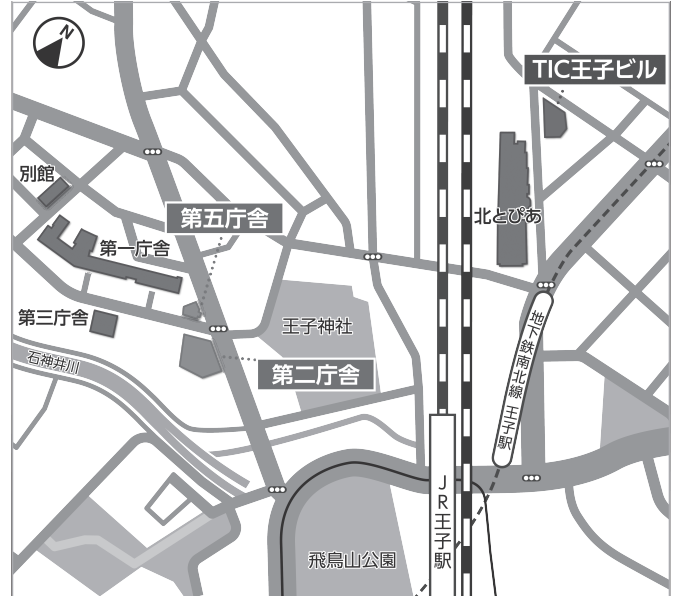 N
TIC王子ビル
別館
第五庁舎
北とぴあ
第一庁舎
第三庁舎
王子神社
地下鉄南北線 王子駅
石神井川
第二庁舎
JR王子駅
飛鳥山公園